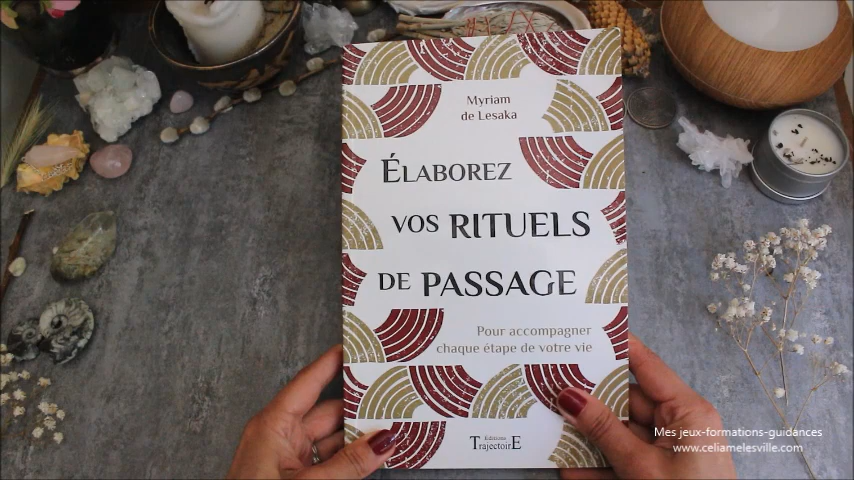 Myriam
de Lesaka
ÉLABOREZ
VOS RITUELS
DE PASSAGE
Pour accompagner
chaque étape de votre vie
Editions
TrajectoirE
Mes jeux-formations-guidances
www.celiamelesville.com